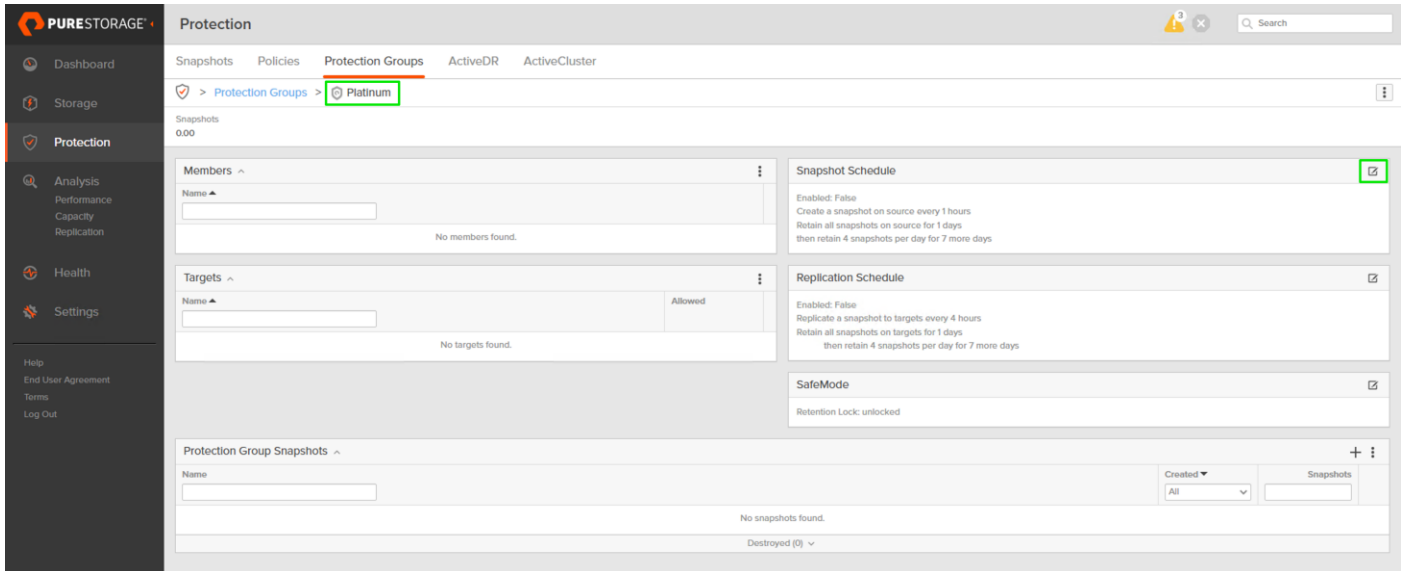 PURESTORAGE®
Protection
3
Search
Dashboard
Storage
Protection
Analysis
Performance
Capacity
Replication
Health
Settings
Help
End User Agreement
Terms
Log Out
Snapshots Policies Protection Groups ActiveDR ActiveCluster
> Protection Groups > Platinum
Snapshots
0.00
Members
Name
No members found.
Snapshot Schedule
Enabled: False
Create a snapshot on source every 1 hours
Retain all snapshots on source for 1 days
then retain 4 snapshots per day for 7 more days
Targets
Name Allowed
No targets found.
Replication Schedule
Enabled: False
Replicate a snapshot to targets every 4 hours
Retain all snapshots on targets for 1 days
then retain 4 snapshots per day for 7 more days
SafeMode
Retention Lock: unlocked
Protection Group Snapshots
Name Created Snapshots
All
No snapshots found.
Destroyed (0)